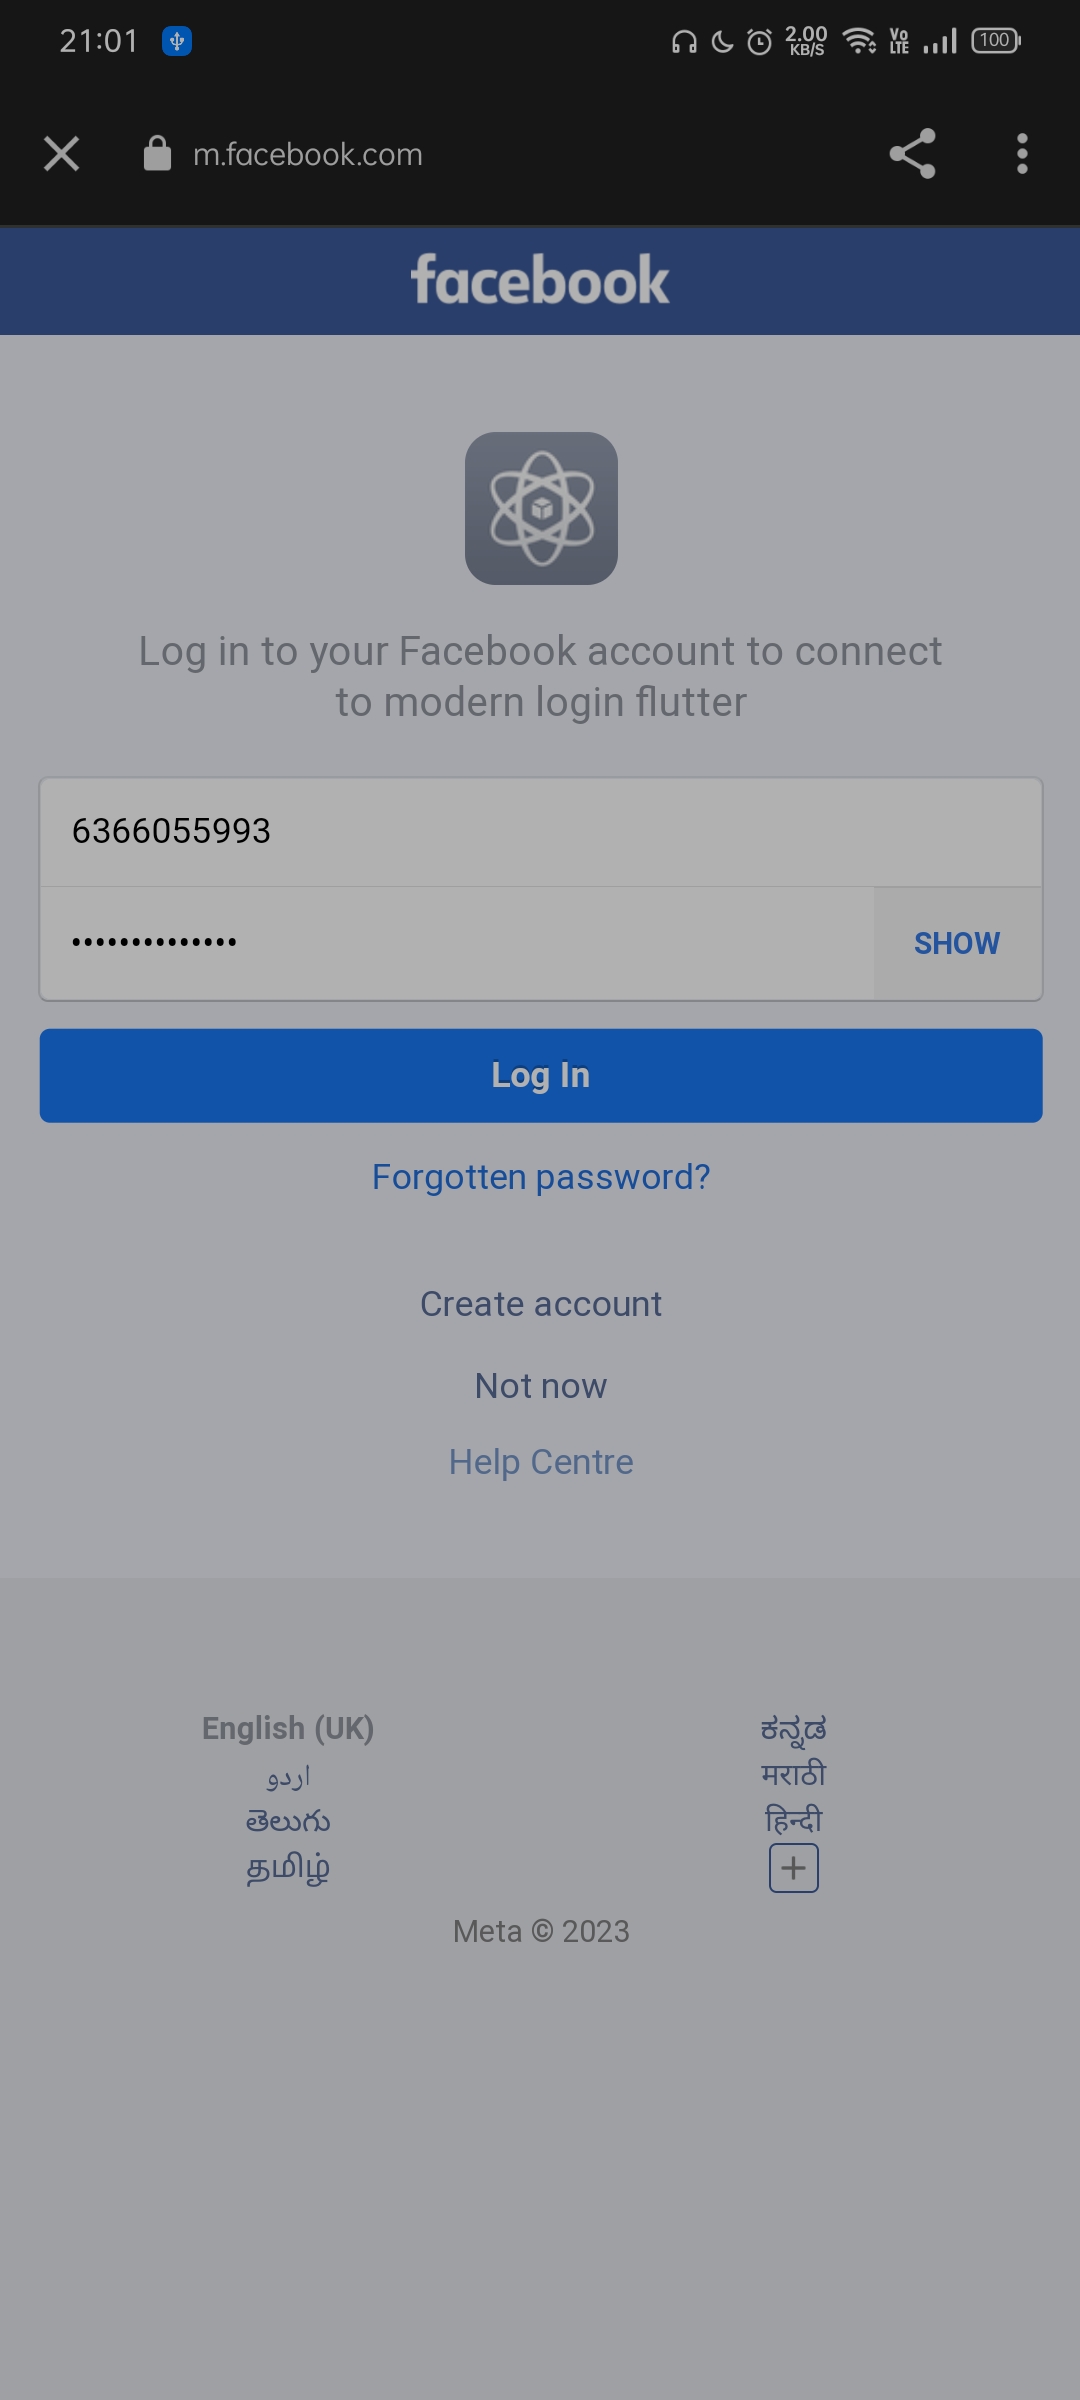 21:01 2.00 KB/S Vo LTE 100
m.facebook.com
facebook
Log in to your Facebook account to connect
to modern login flutter
6366055993
••••••••••••••
SHOW
Log In
Forgotten password?
Create account
Not now
Help Centre
English (UK) ಕನ್ನಡ
اردو मराठी
తెలుగు हिन्दी
தமிழ்
Meta © 2023